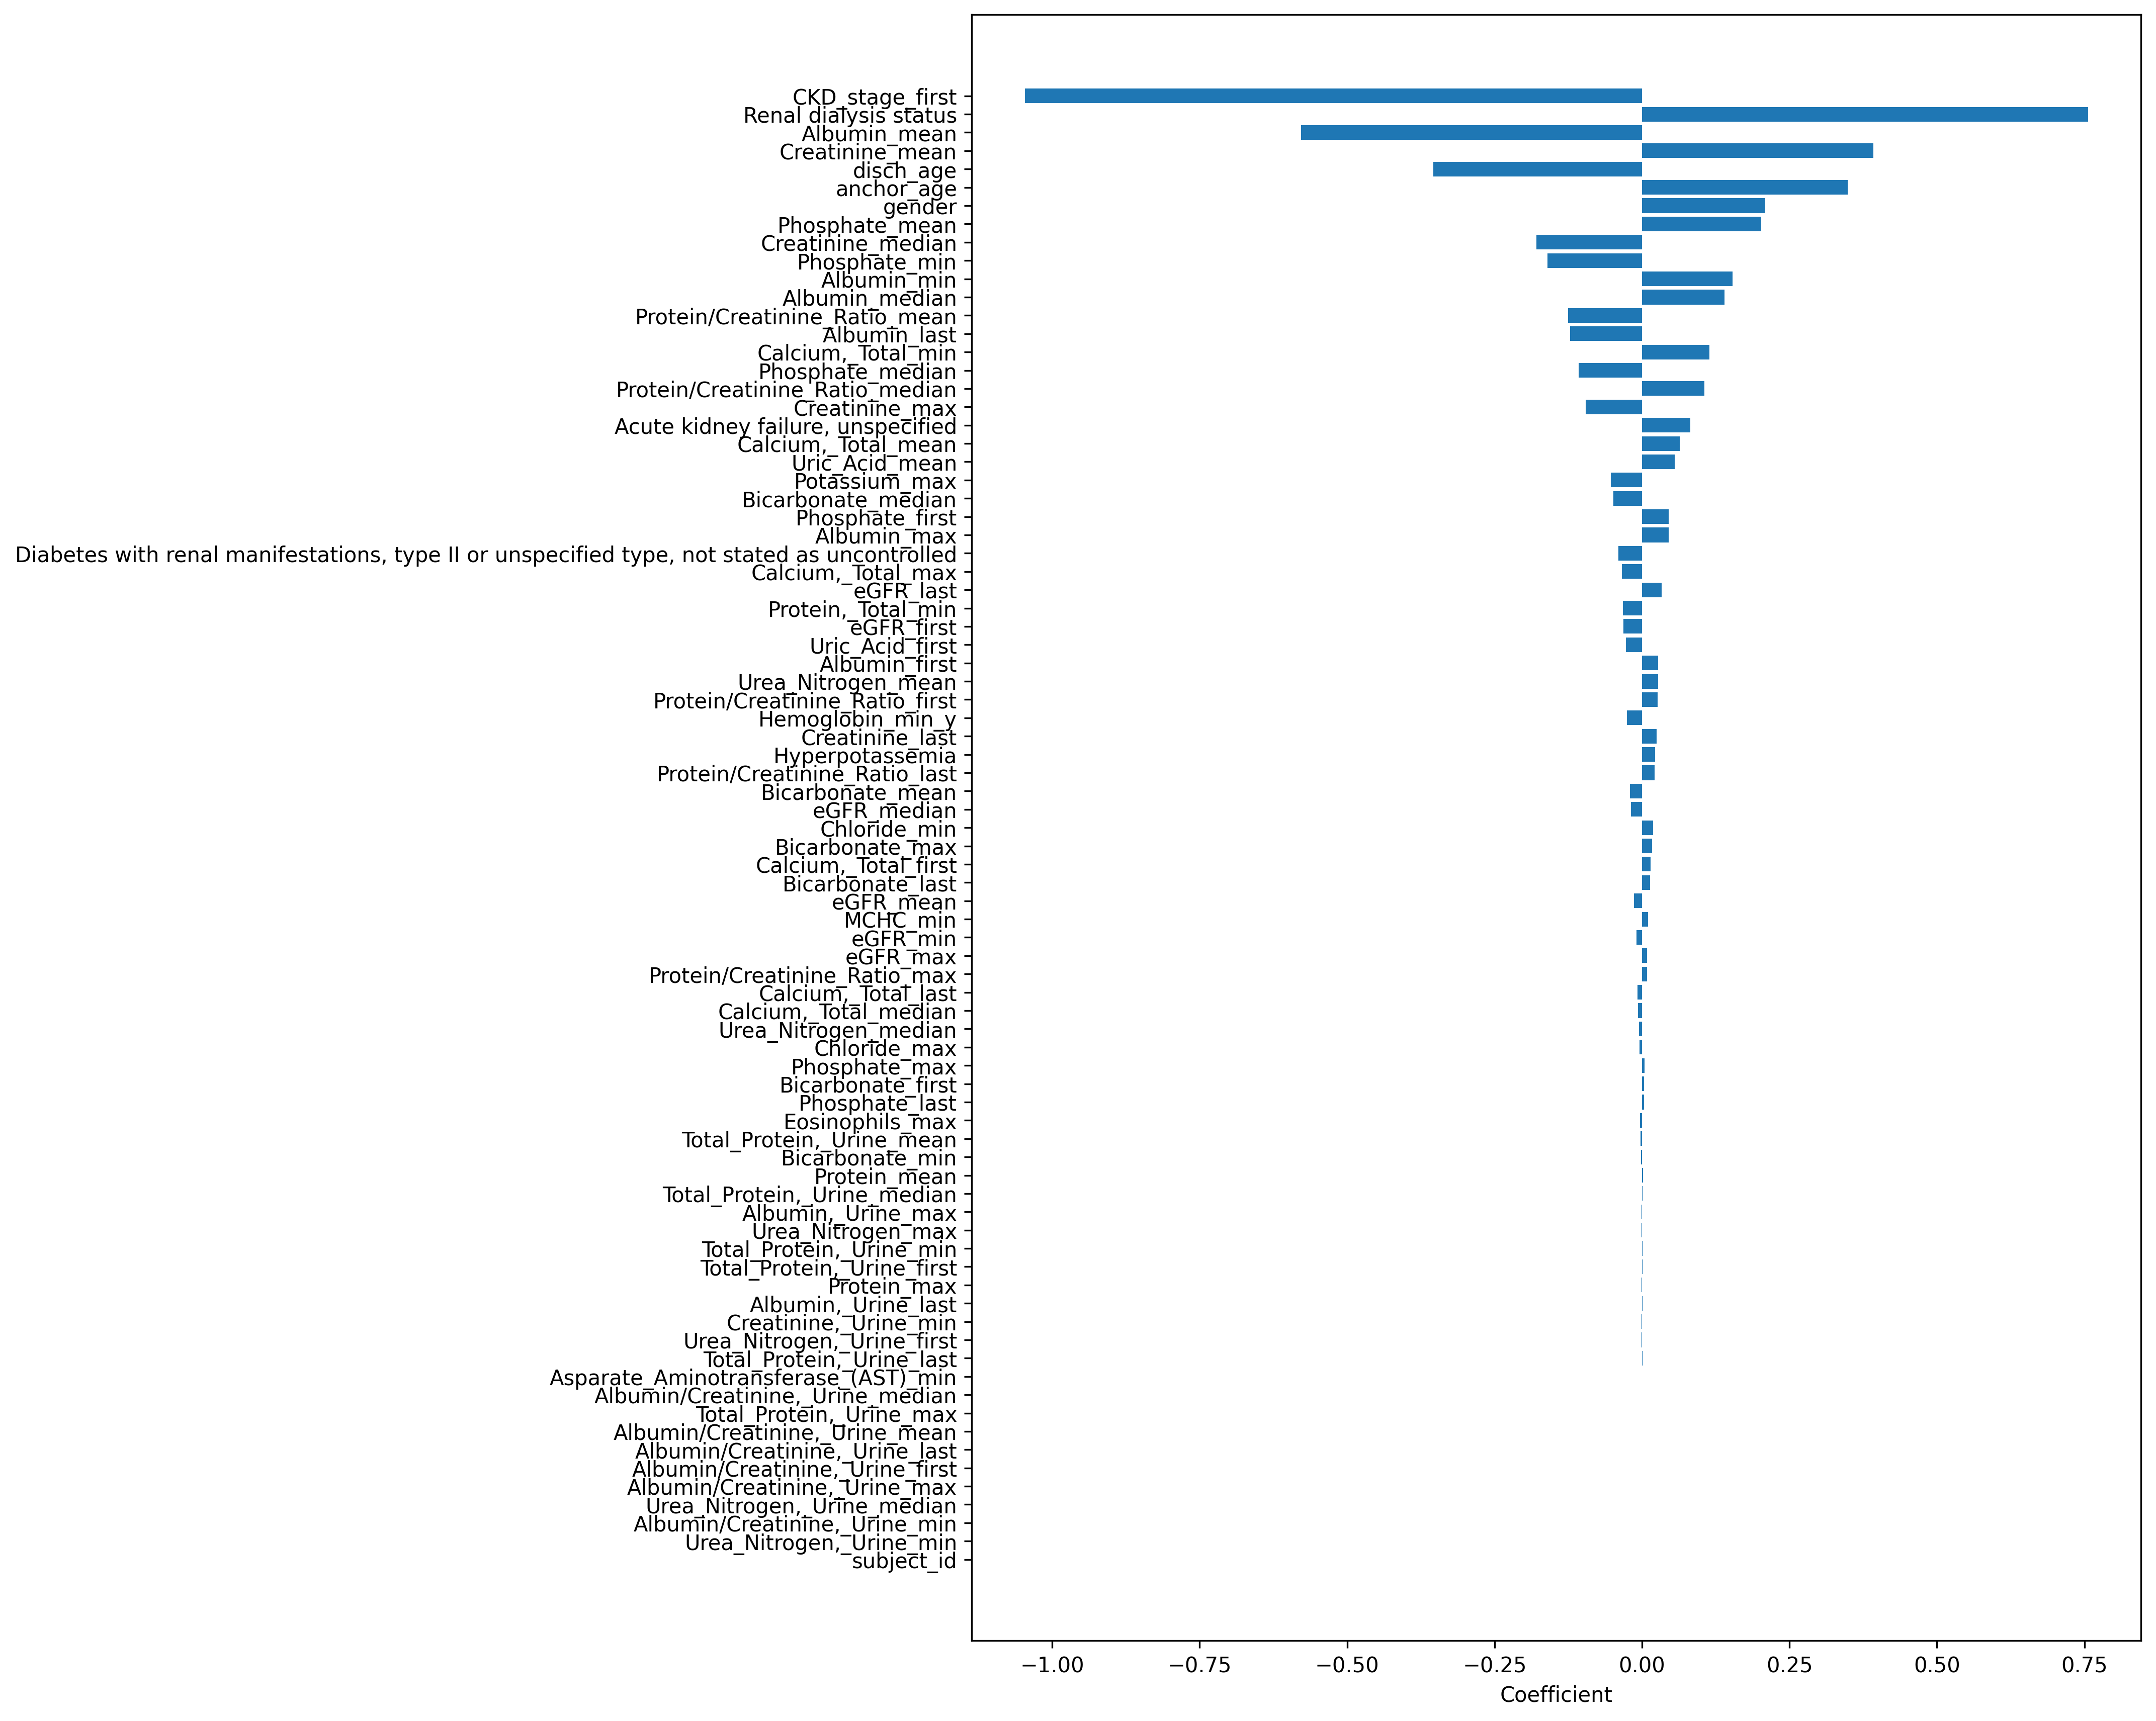 CKD_stage_first
Renal dialysis status
Albumin_mean
Creatinine_mean
disch_age
anchor_age
gender
Phosphate_mean
Creatinine_median
Phosphate_min
Albumin_min
Albumin_median
Protein/Creatinine_Ratio_mean
Albumin_last
Calcium,_Total_min
Phosphate_median
Protein/Creatinine_Ratio_median
Creatinine_max
Acute kidney failure, unspecified
Calcium,_Total_mean
Uric_Acid_mean
Potassium_max
Bicarbonate_median
Phosphate_first
Albumin_max
Diabetes with renal manifestations, type II or unspecified type, not stated as uncontrolled
Calcium,_Total_max
eGFR_last
Protein,_Total_min
eGFR_first
Uric_Acid_first
Albumin_first
Urea_Nitrogen_mean
Protein/Creatinine_Ratio_first
Hemoglobin_min_y
Creatinine_last
Hyperpotassemia
Protein/Creatinine_Ratio_last
Bicarbonate_mean
eGFR_median
Chloride_min
Bicarbonate_max
Calcium,_Total_first
Bicarbonate_last
eGFR_mean
MCHC_min
eGFR_min
eGFR_max
Protein/Creatinine_Ratio_max
Calcium,_Total_last
Calcium,_Total_median
Urea_Nitrogen_median
Chloride_max
Phosphate_max
Bicarbonate_first
Phosphate_last
Eosinophils_max
Total_Protein,_Urine_mean
Bicarbonate_min
Protein_mean
Total_Protein,_Urine_median
Albumin,_Urine_max
Urea_Nitrogen_max
Total_Protein,_Urine_min
Total_Protein,_Urine_first
Protein_max
Albumin,_Urine_last
Creatinine,_Urine_min
Urea_Nitrogen,_Urine_first
Total_Protein,_Urine_last
Asparate_Aminotransferase_(AST)_min
Albumin/Creatinine,_Urine_median
Total_Protein,_Urine_max
Albumin/Creatinine,_Urine_mean
Albumin/Creatinine,_Urine_last
Albumin/Creatinine,_Urine_first
Albumin/Creatinine,_Urine_max
Urea_Nitrogen,_Urine_median
Albumin/Creatinine,_Urine_min
Urea_Nitrogen,_Urine_min
subject_id
−1.00 −0.75 −0.50 −0.25 0.00 0.25 0.50 0.75
Coefficient